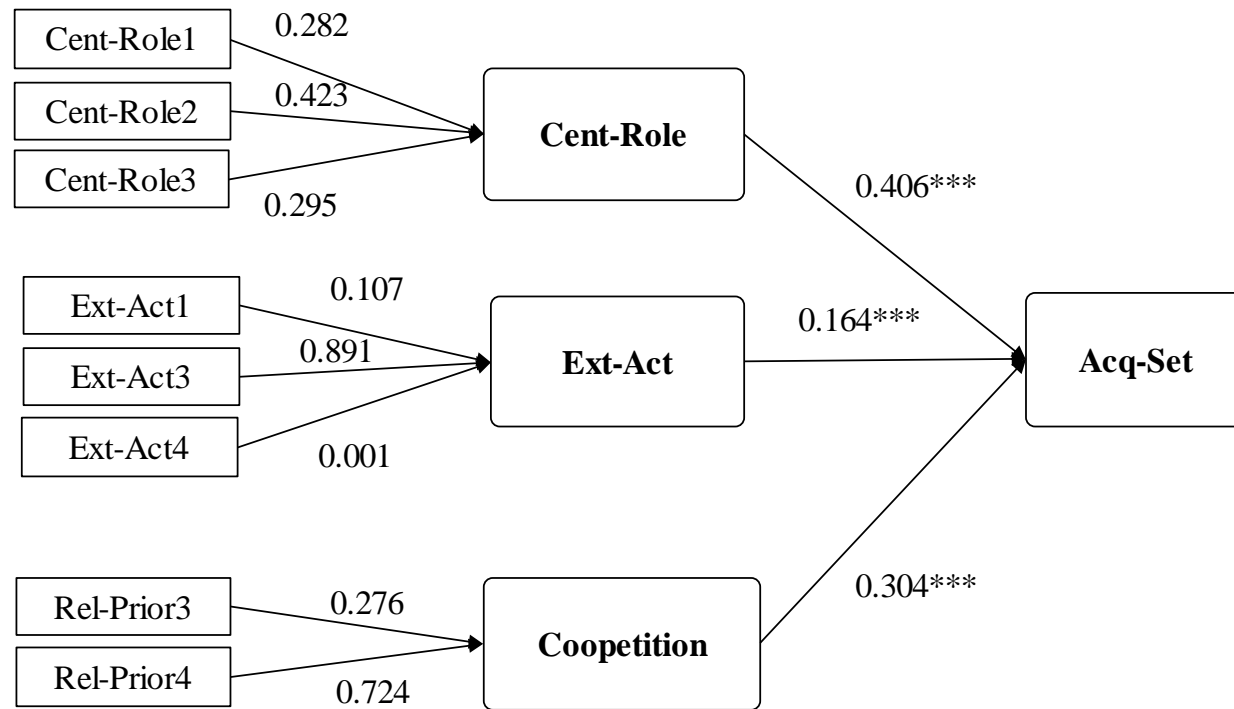 Cent-Role1
0.282
Cent-Role2
0.423
Cent-Role3
0.295
Cent-Role
0.406***
Ext-Act1
0.107
Ext-Act3
0.891
Ext-Act4
0.001
Ext-Act
0.164***
Acq-Set
Rel-Prior3
0.276
Rel-Prior4
0.724
Coopetition
0.304***